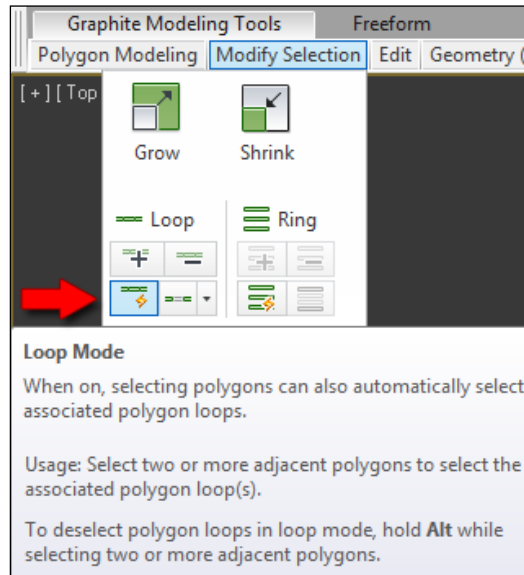 Graphite Modeling Tools Freeform
Polygon Modeling Modify Selection Edit Geometry (
[ + ] [ Top
Grow Shrink
Loop Ring
Loop Mode
When on, selecting polygons can also automatically select
associated polygon loops.
Usage: Select two or more adjacent polygons to select the
associated polygon loop(s).
To deselect polygon loops in loop mode, hold Alt while
selecting two or more adjacent polygons.